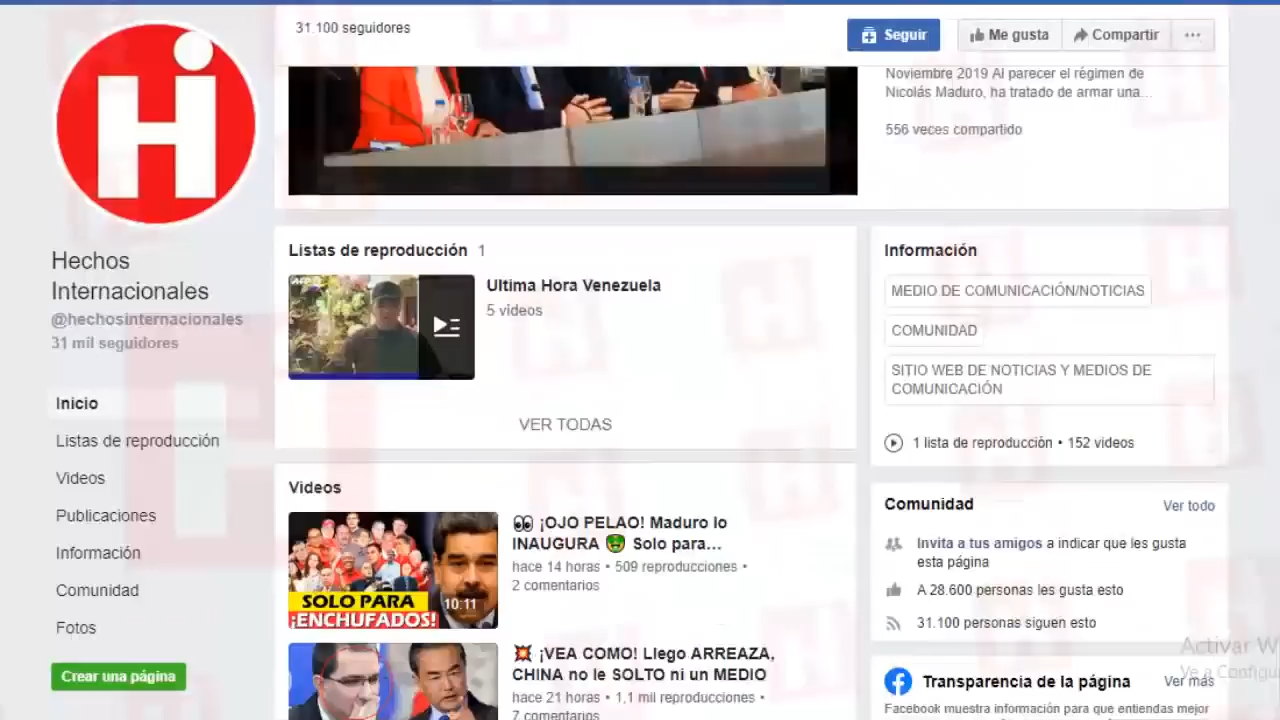 31.100 seguidores
Seguir
Me gusta
Compartir
Noviembre 2019 Al parecer el régimen de
Nicolás Maduro, ha tratado de armar una...
556 veces compartido
Hi
Hechos
Internacionales
@hechosinternacionales
31 mil seguidores
Inicio
Listas de reproducción
Videos
Publicaciones
Información
Comunidad
Fotos
Crear una página
Listas de reproducción 1
Ultima Hora Venezuela
5 videos
VER TODAS
Videos
SOLO PARA
¡ENCHUFADOS!
10:11
👀 ¡OJO PELAO! Maduro lo
INAUGURA 🤴 Solo para...
hace 14 horas • 509 reproducciones •
2 comentarios
💥 ¡VEA COMO! Llego ARREAZA,
CHINA no le SOLTO ni un MEDIO
hace 21 horas • 1,1 mil reproducciones •
7 comentarios
Información
MEDIO DE COMUNICACIÓN/NOTICIAS
COMUNIDAD
SITIO WEB DE NOTICIAS Y MEDIOS DE
COMUNICACIÓN
1 lista de reproducción • 152 videos
Comunidad
Ver todo
Invita a tus amigos a indicar que les gusta
esta página
A 28.600 personas les gusta esto
31.100 personas siguen esto
Activar W
Ve a Configu
Transparencia de la página
Ver más
Facebook muestra información para que entiendas mejor